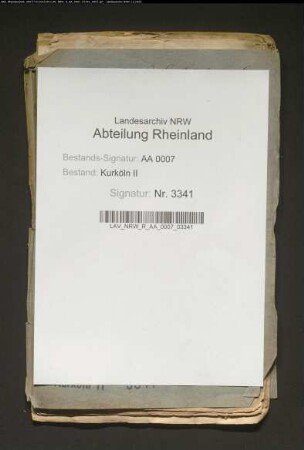 Landesarchiv NRW
Abteilung Rheinland
Bestands-Signatur: AA 0007
Bestand: Kurköln II
Signatur: Nr. 3341
LAV_NRW_R_AA_0007_03341